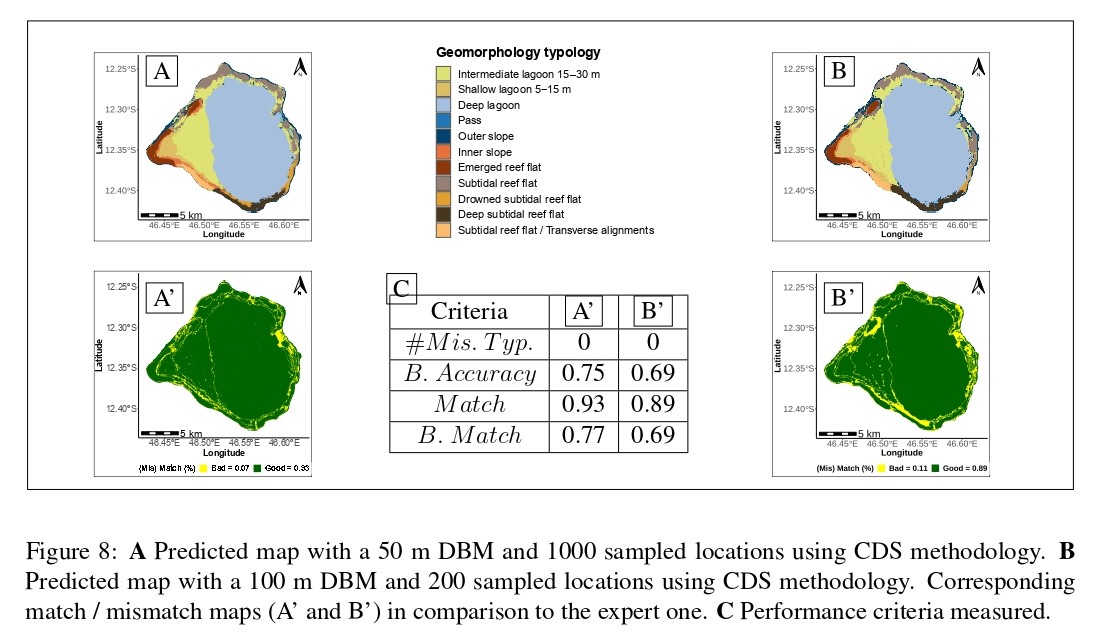 A
12.25°S
12.30°S
12.35°S
12.40°S
Latitude
N
5 km
46.45°E 46.50°E 46.55°E 46.60°E
Longitude
Geomorphology typology
Intermediate lagoon 15–30 m
Shallow lagoon 5–15 m
Deep lagoon
Pass
Outer slope
Inner slope
Emerged reef flat
Subtidal reef flat
Drowned subtidal reef flat
Deep subtidal reef flat
Subtidal reef flat / Transverse alignments
B
12.25°S
12.30°S
12.35°S
12.40°S
Latitude
N
5 km
46.45°E 46.50°E 46.55°E 46.60°E
Longitude
A'
12.25°S
12.30°S
12.35°S
12.40°S
Latitude
N
5 km
46.45°E 46.50°E 46.55°E 46.60°E
Longitude
(Mis) Match (%) Bad = 0.07 Good = 0.93
C
Criteria A' B'
#Mis. Typ. 0 0
B. Accuracy 0.75 0.69
Match 0.93 0.89
B. Match 0.77 0.69
B'
12.25°S
12.30°S
12.35°S
12.40°S
Latitude
N
5 km
46.45°E 46.50°E 46.55°E 46.60°E
Longitude
(Mis) Match (%) Bad = 0.11 Good = 0.89
Figure 8: A Predicted map with a 50 m DBM and 1000 sampled locations using CDS methodology. B
Predicted map with a 100 m DBM and 200 sampled locations using CDS methodology. Corresponding
match / mismatch maps (A' and B') in comparison to the expert one. C Performance criteria measured.